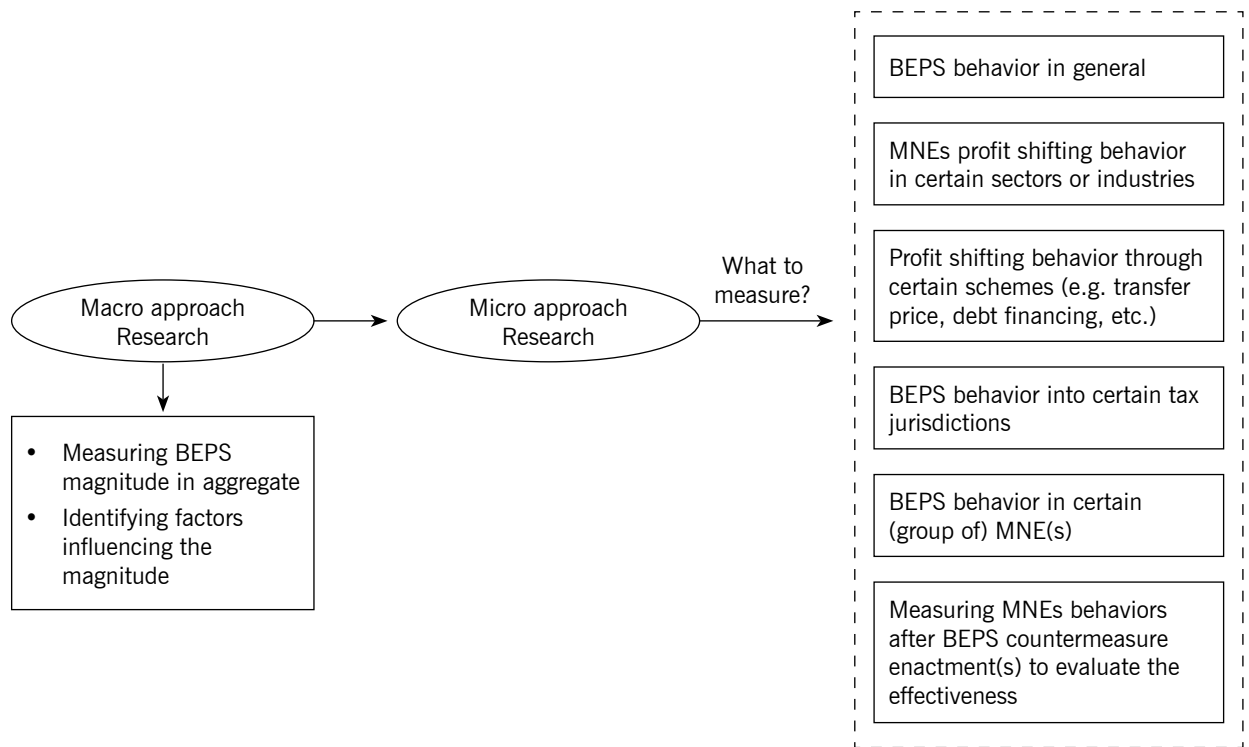 Macro approach
Research
• Measuring BEPS
magnitude in aggregate
• Identifying factors
influencing the
magnitude
Micro approach
Research
What to
measure?
BEPS behavior in general
MNEs profit shifting behavior
in certain sectors or industries
Profit shifting behavior through
certain schemes (e.g. transfer
price, debt financing, etc.)
BEPS behavior into certain tax
jurisdictions
BEPS behavior in certain
(group of) MNE(s)
Measuring MNEs behaviors
after BEPS countermeasure
enactment(s) to evaluate the
effectiveness